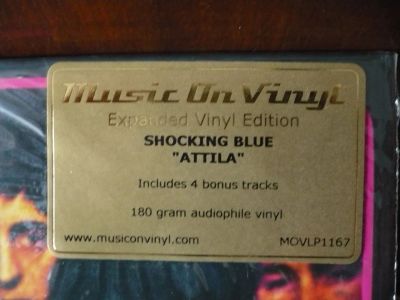 Music On Vinyl
Expanded Vinyl Edition
SHOCKING BLUE
"ATTILA"
Includes 4 bonus tracks
180 gram audiophile vinyl
www.musiconvinyl.com MOVLP1167